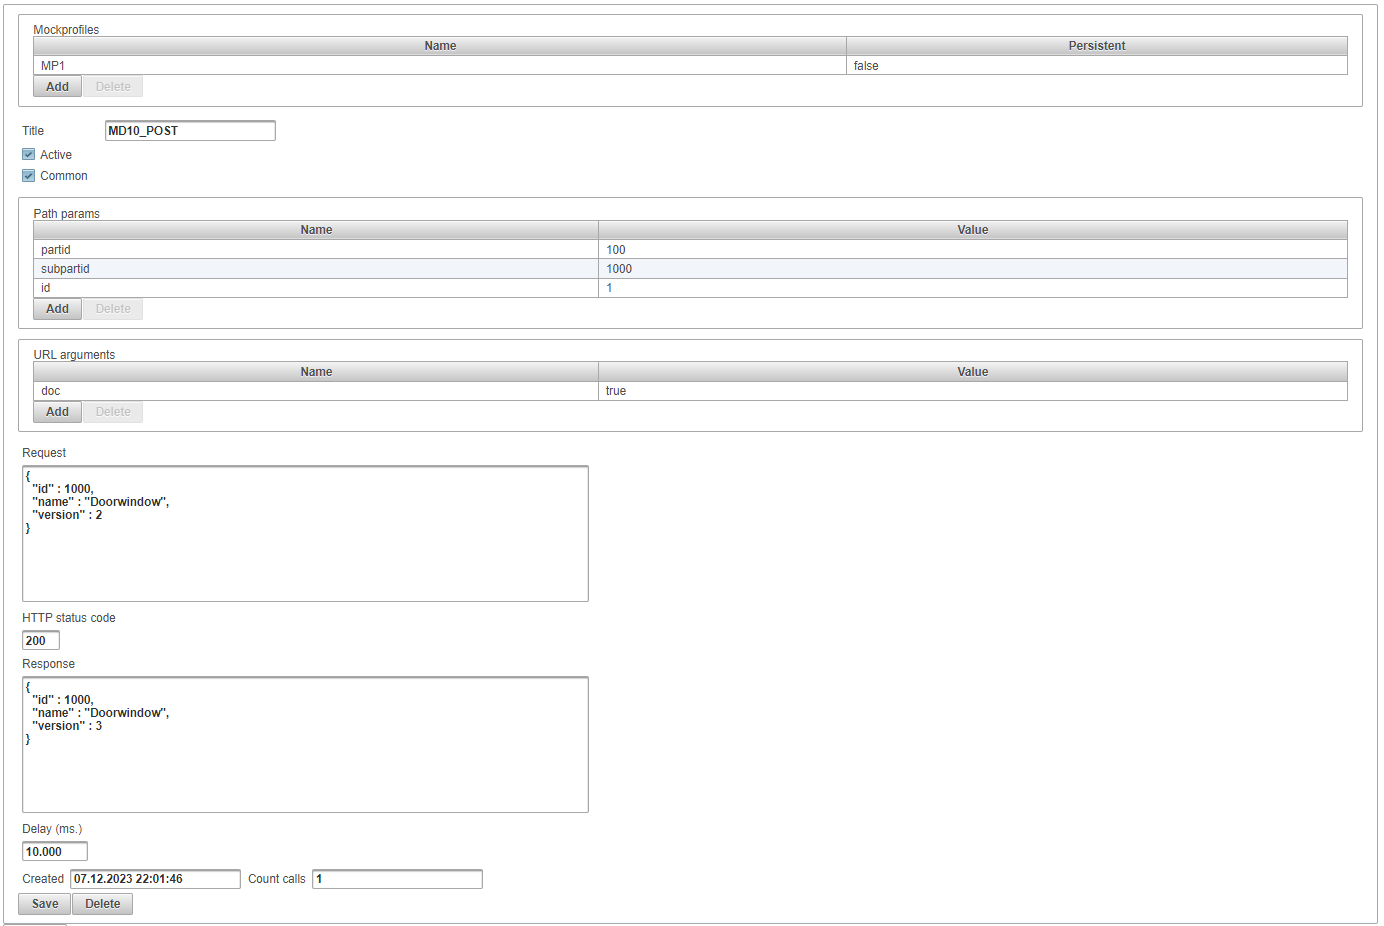 Mockprofiles
Name Persistent
MP1 false
Add Delete
Title MD10_POST
Active
Common
Path params
Name Value
partid 100
subpartid 1000
id 1
Add Delete
URL arguments
Name Value
doc true
Add Delete
Request
{
"id" : 1000,
"name" : "Doorwindow",
"version" : 2
}
HTTP status code
200
Response
{
"id" : 1000,
"name" : "Doorwindow",
"version" : 3
}
Delay (ms.)
10.000
Created 07.12.2023 22:01:46 Count calls 1
Save Delete